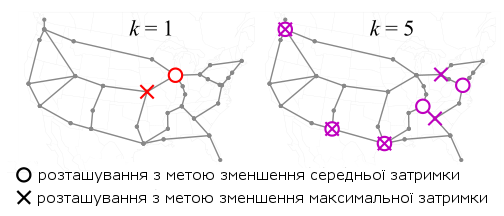 k = 1
k = 5
розташування з метою зменшення середньої затримки
розташування з метою зменшення максимальної затримки